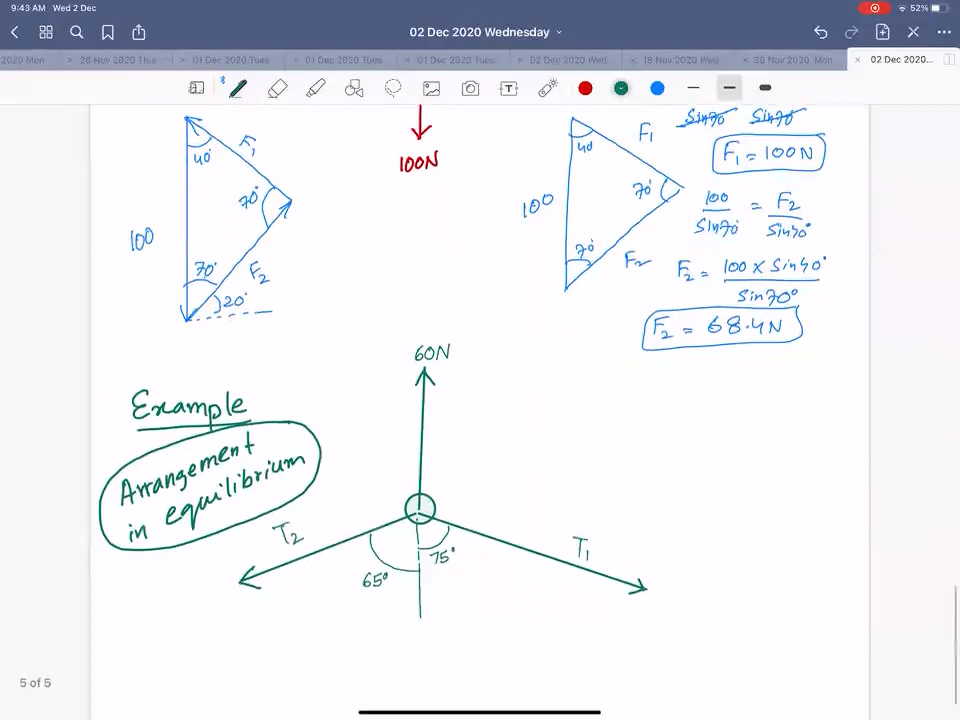 9:43 AM Wed 2 Dec
52%
02 Dec 2020 Wednesday
2020 Mon
28 Nov 2020 Thu
01 Dec 2020 Tues
01 Dec 2020 Tues
01 Dec 2020 Tues
02 Dec 2020 Wed
18 Nov 2020 Wed
30 Nov 2020 Mon
02 Dec 2020...
40°
F₁
70°
100
70°
F₂
20°
100N
40
F₁
70°
100
70°
F₂
Sin70° Sin70°
F₁ = 100N
100/Sin70° = F₂/Sin40°
F₂ = 100 × Sin40° / Sin70°
F₂ = 68.4N
Example
Arrangement
in equilibrium
60N
T₂
T₁
65°
75°
5 of 5